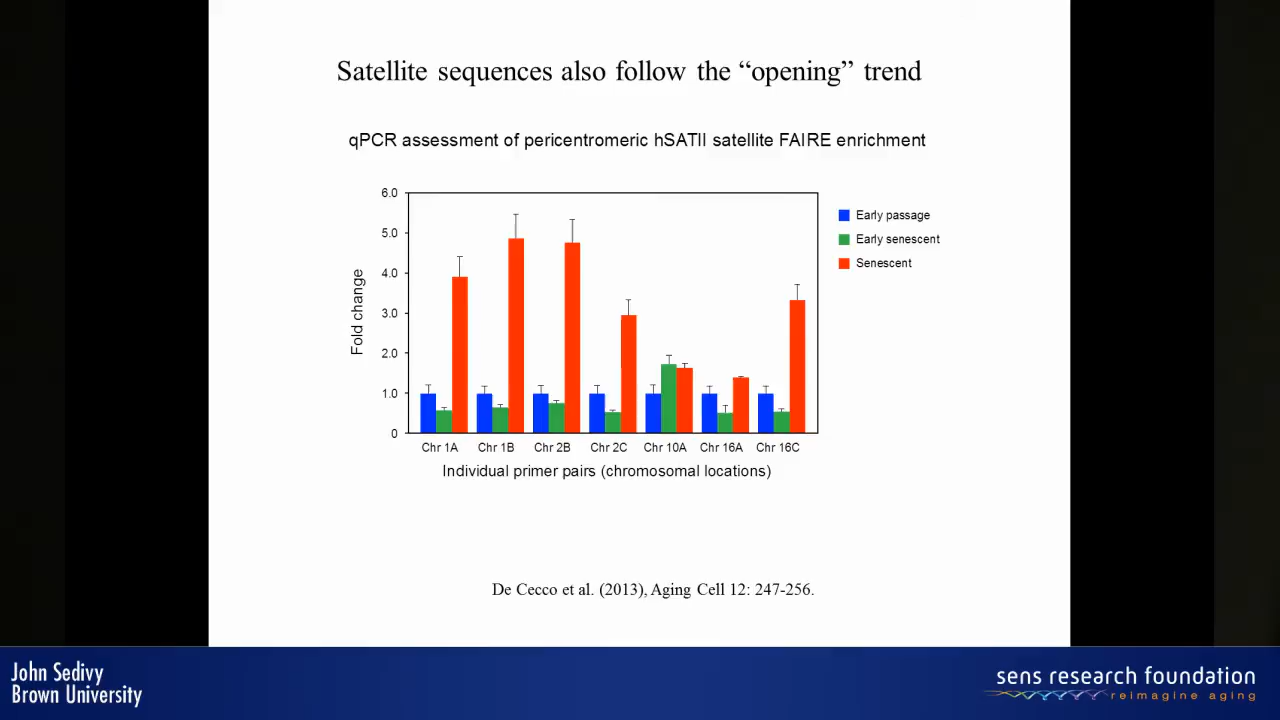 Satellite sequences also follow the “opening” trend
qPCR assessment of pericentromeric hSATII satellite FAIRE enrichment
6.0
5.0
4.0
3.0
2.0
1.0
0
Fold change
Early passage
Early senescent
Senescent
Chr 1A Chr 1B Chr 2B Chr 2C Chr 10A Chr 16A Chr 16C
Individual primer pairs (chromosomal locations)
De Cecco et al. (2013), Aging Cell 12: 247-256.
John Sedivy
Brown University
sens research foundation
reimagine aging